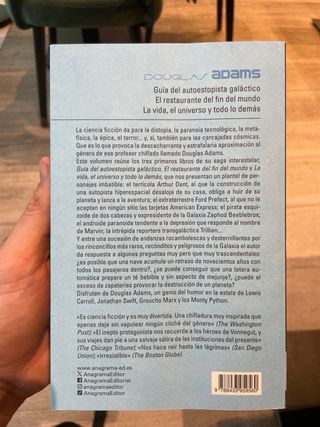 DOUGLAS ADAMS
Guía del autoestopista galáctico
El restaurante del fin del mundo
La vida, el universo y todo lo demás
La ciencia ficción da para la distopía, la paranoia tecnológica, la meta-
física, la épica, el terror... y, sí, también para las carcajadas cósmicas.
Que es lo que provoca la descacharrante y estrafalaria aproximación al
género de ese profesor chiflado llamado Douglas Adams.
Este volumen reúne los tres primeros libros de su saga interestelar,
Guía del autoestopista galáctico, El restaurante del fin del mundo y La
vida, el universo y todo lo demás, que nos presentan un plantel de per-
sonajes imbatible: el terrícola Arthur Dent, al que la construcción de
una autopista hiperespacial desaloja de su casa, obliga a huir de su
planeta y lanza a la aventura; el extraterrestre Ford Prefect, al que no le
aceptan en ningún sitio las tarjetas American Express; el pirata esqui-
zoide de dos cabezas y expresidente de la Galaxia Zaphod Beeblebrox;
el androide paranoide tendente a la depresión que responde al nombre
de Marvin; la intrépida reportera transgaláctica Trillian...
Y entre una sucesión de andanzas rocambolescas y desternillantes por
los rincones más raros, recónditos y peligrosos de la Galaxia el autor da
respuesta a algunas preguntas muy pero que muy trascendentales:
¿es posible que una nave acumule un retraso de novecientos años con
todos los pasajeros dentro?, ¿se puede conseguir que una tetera au-
tomática prepare un té bebible y sin aspecto de mejunje?, ¿puede el
exceso de zapaterías provocar la destrucción de un planeta?
Disfruten de Douglas Adams, un genio del humor en la estela de Lewis
Carroll, Jonathan Swift, Groucho Marx y los Monty Python.
«Es ciencia ficción y es muy divertida. Una chifladura muy inspirada que
apenas deja sin vapulear ningún cliché del género» (The Washington
Post); «El inepto protagonista nos recuerda a los héroes de Vonnegut, y
sus viajes dan pie a una salvaje sátira de las instituciones del presente»
(The Chicago Tribune); «Nos hace reír hasta las lágrimas» (San Diego
Union); «Irresistible» (The Boston Globe).
www.anagrama-ed.es
AnagramaEditor
AnagramaEditorial
anagramaeditor
AnagramaEditor
9 788433 959560